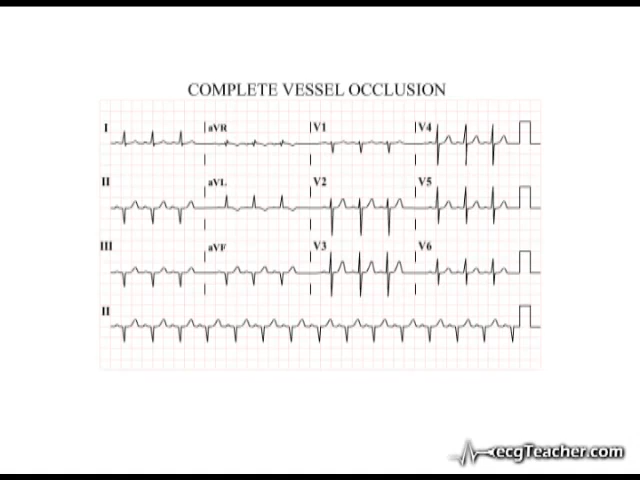 COMPLETE VESSEL OCCLUSION
I aVR V1 V4
II aVL V2 V5
III aVF V3 V6
II
ecgTeacher.com